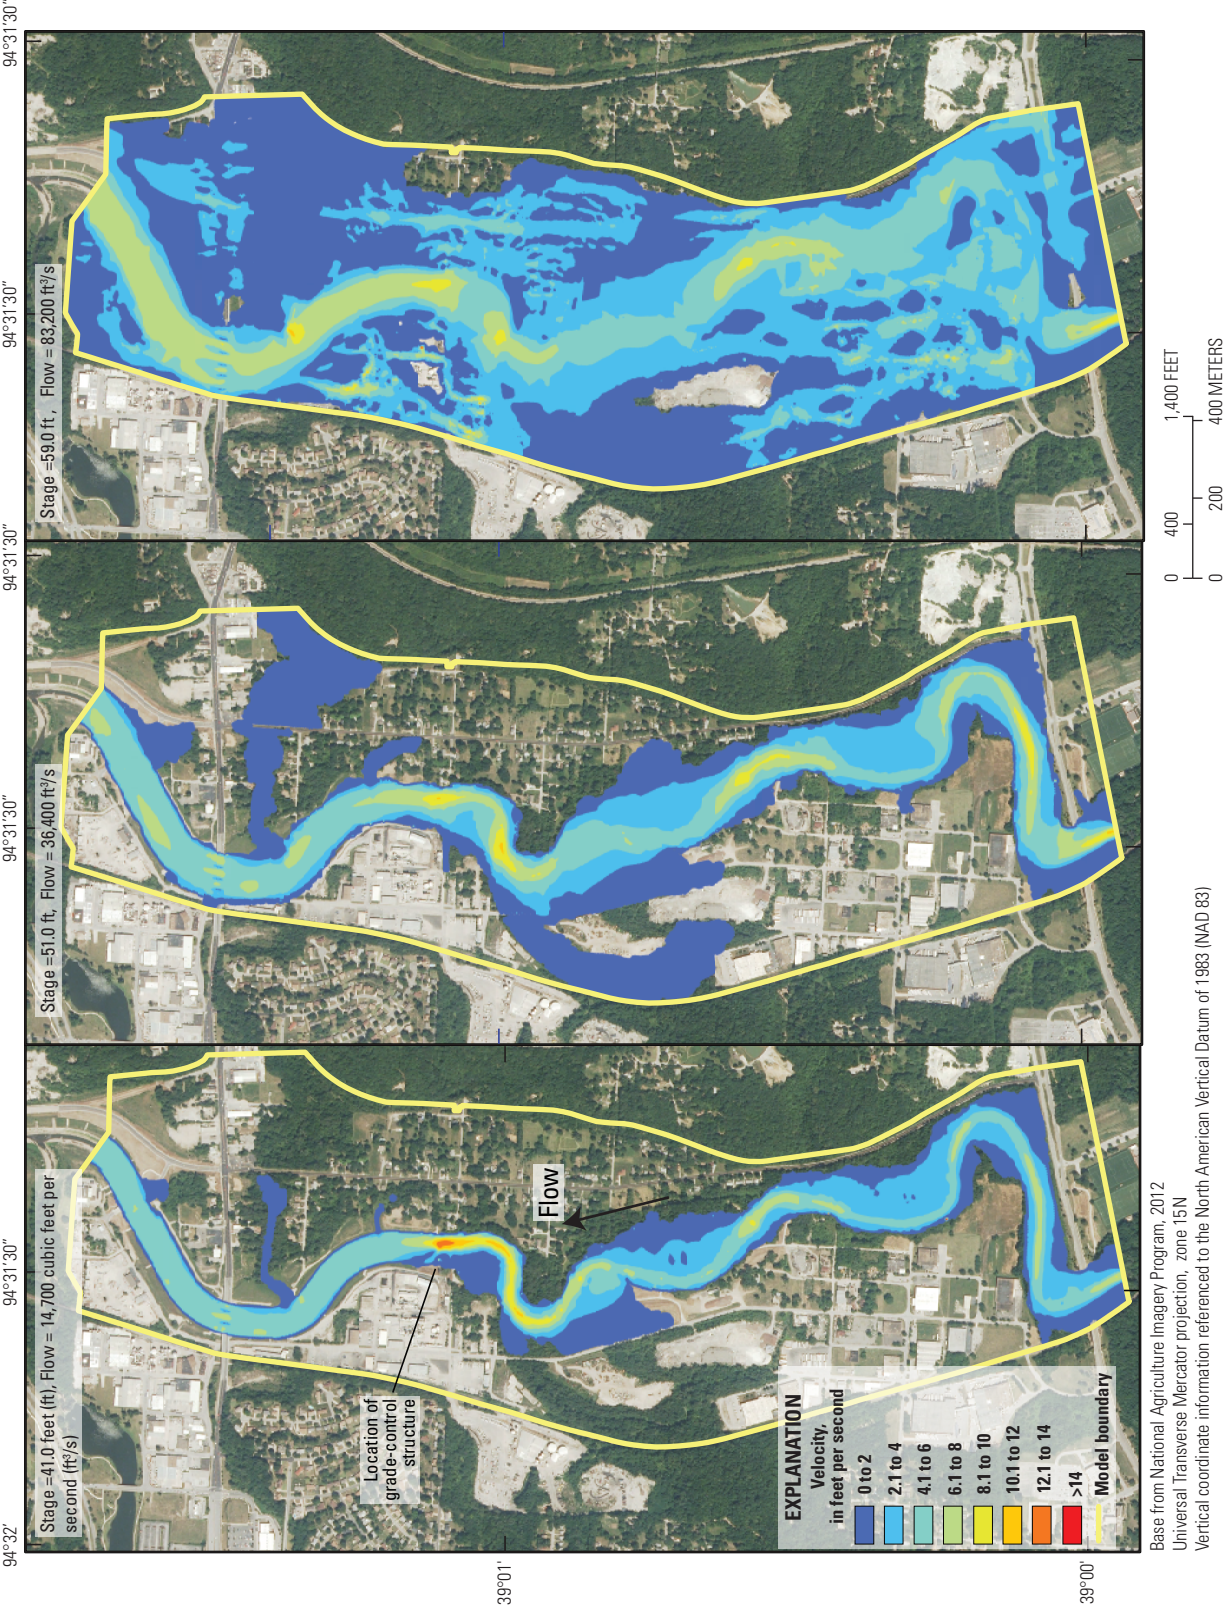 94°32'
94°31'30"
94°31'30"
94°31'30"
94°31'30"
94°31'30"
Stage =41.0 feet (ft), Flow = 14,700 cubic feet per
second (ft³/s)
Stage =51.0 ft, Flow = 36,400 ft³/s
Stage =59.0 ft, Flow = 83,200 ft³/s
Location of
grade-control
structure
Flow
39°01'
39°00'
EXPLANATION
Velocity,
in feet per second
0 to 2
2.1 to 4
4.1 to 6
6.1 to 8
8.1 to 10
10.1 to 12
12.1 to 14
>14
Model boundary
0 400 1,400 FEET
0 200 400 METERS
Base from National Agriculture Imagery Program, 2012
Universal Transverse Mercator projection, zone 15N
Vertical coordinate information referenced to the North American Vertical Datum of 1983 (NAD 83)